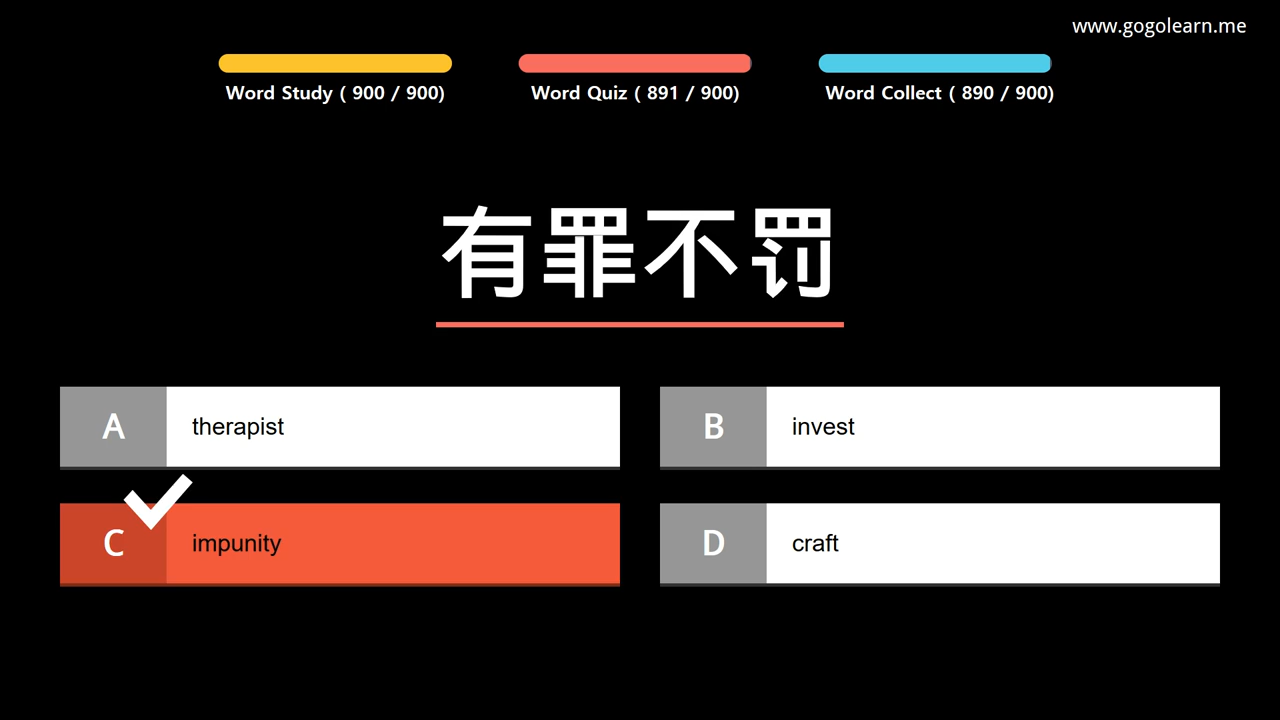 www.gogolearn.me
Word Study ( 900 / 900)
Word Quiz ( 891 / 900)
Word Collect ( 890 / 900)
有罪不罚
A therapist
B invest
C impunity
D craft